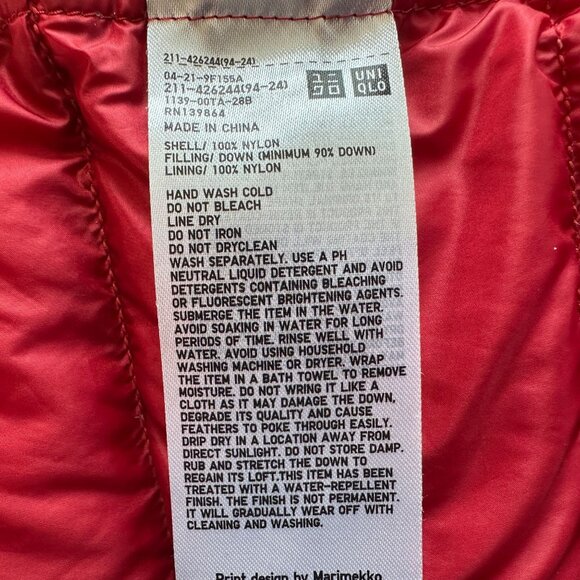 211-426244(94-24)
04-21-9F155A
211-426244(94-24)
1139-00TA-28B
RN139864
UNI
QLO
MADE IN CHINA
SHELL/ 100% NYLON
FILLING/ DOWN (MINIMUM 90% DOWN)
LINING/ 100% NYLON
HAND WASH COLD
DO NOT BLEACH
LINE DRY
DO NOT IRON
DO NOT DRYCLEAN
WASH SEPARATELY. USE A PH
NEUTRAL LIQUID DETERGENT AND AVOID
DETERGENTS CONTAINING BLEACHING
OR FLUORESCENT BRIGHTENING AGENTS.
SUBMERGE THE ITEM IN THE WATER.
AVOID SOAKING IN WATER FOR LONG
PERIODS OF TIME. RINSE WELL WITH
WATER. AVOID USING HOUSEHOLD
WASHING MACHINE OR DRYER. WRAP
THE ITEM IN A BATH TOWEL TO REMOVE
MOISTURE. DO NOT WRING IT LIKE A
CLOTH AS IT MAY DAMAGE THE DOWN,
DEGRADE ITS QUALITY AND CAUSE
FEATHERS TO POKE THROUGH EASILY.
DRIP DRY IN A LOCATION AWAY FROM
DIRECT SUNLIGHT. DO NOT STORE DAMP.
RUB AND STRETCH THE DOWN TO
REGAIN ITS LOFT.THIS ITEM HAS BEEN
TREATED WITH A WATER-REPELLENT
FINISH. THE FINISH IS NOT PERMANENT.
IT WILL GRADUALLY WEAR OFF WITH
CLEANING AND WASHING.
Print design by Marimekko